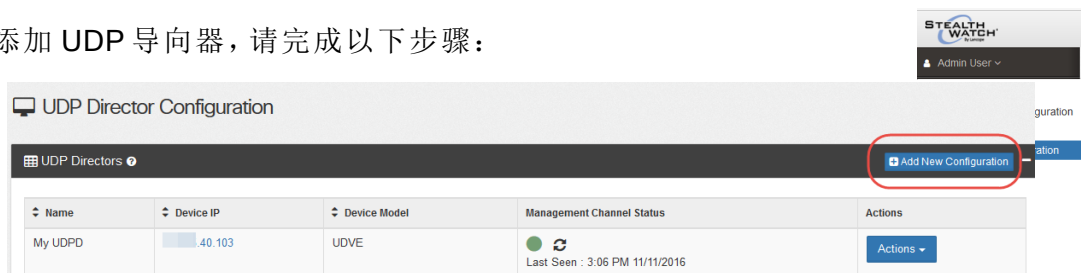 添加 UDP 导向器，请完成以下步骤：
STEALTH
WATCH
By Lancope
Admin User
UDP Director Configuration
guration
UDP Directors
Add New Configuration
ation
Name Device IP Device Model Management Channel Status Actions
My UDPD .40.103 UDVE Actions
Last Seen : 3:06 PM 11/11/2016